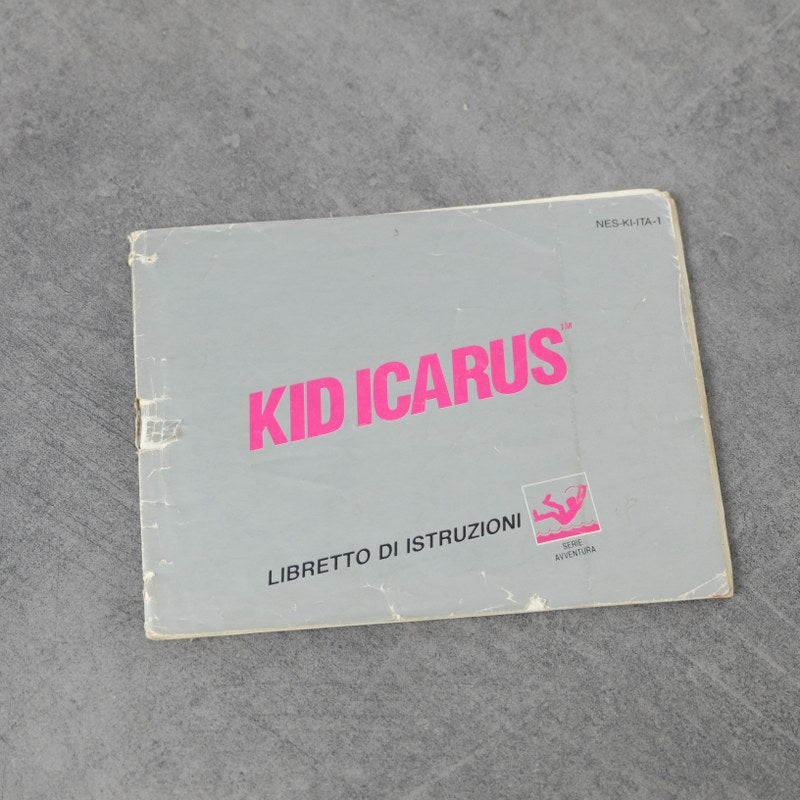 NES-KI-ITA-1
KID ICARUS™
LIBRETTO DI ISTRUZIONI
SERIE
AVVENTURA